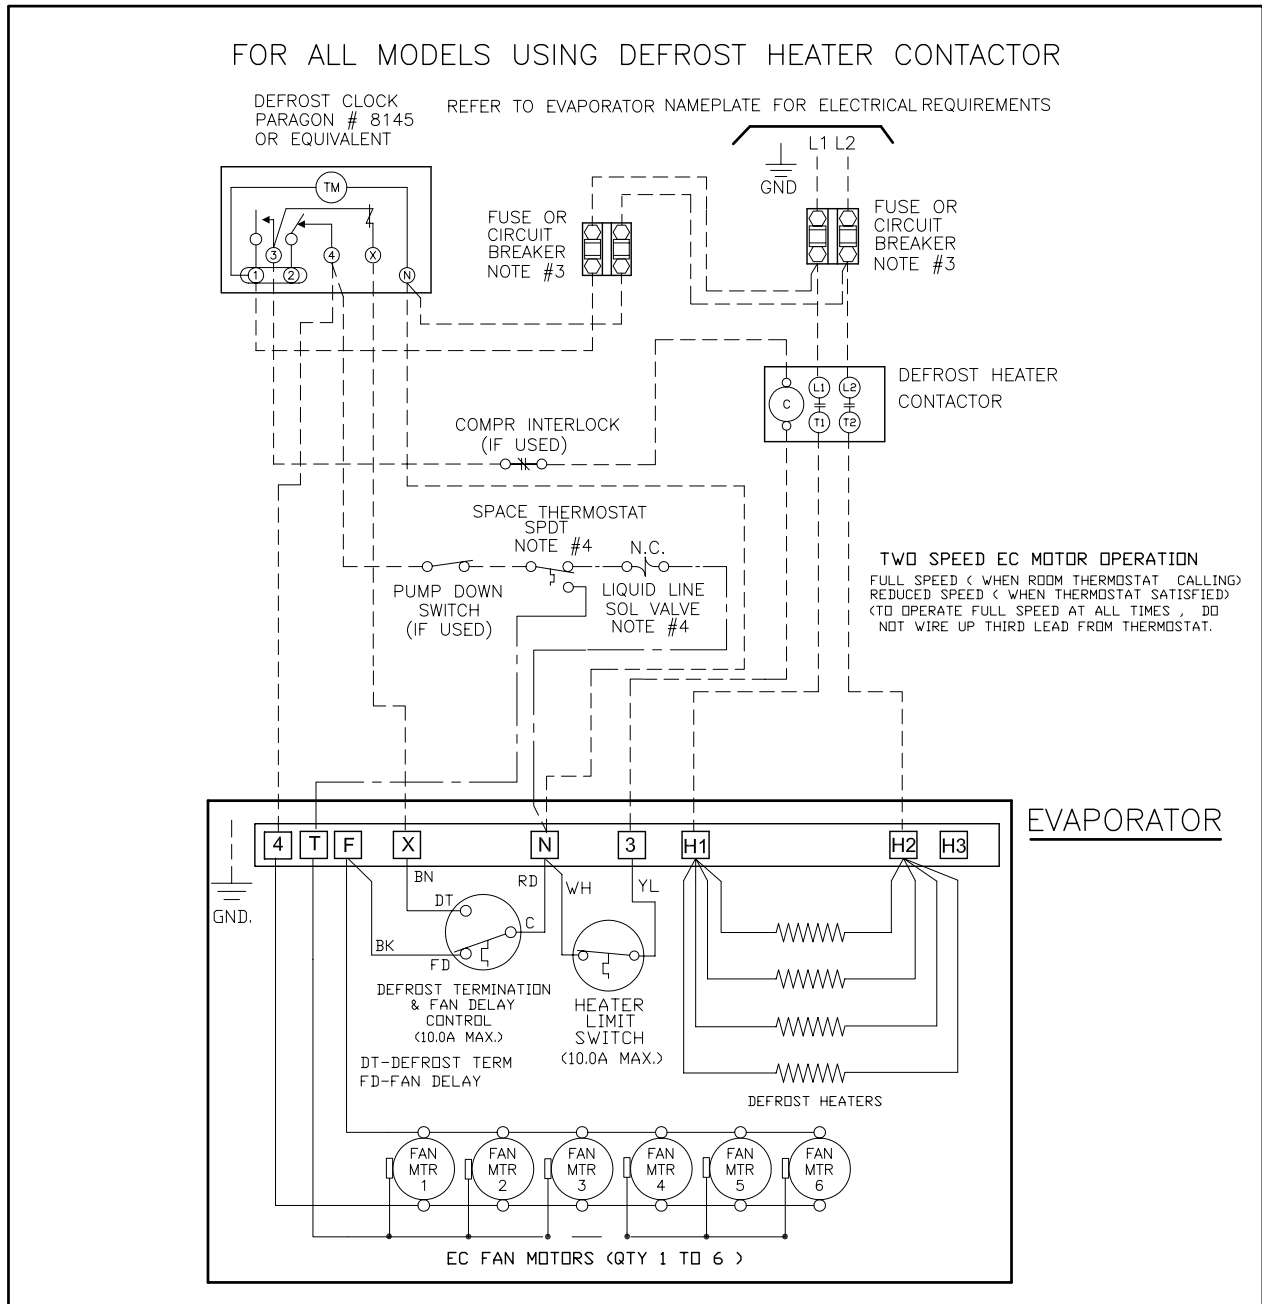 FOR ALL MODELS USING DEFROST HEATER CONTACTOR
DEFROST CLOCK
PARAGON # 8145
OR EQUIVALENT
REFER TO EVAPORATOR NAMEPLATE FOR ELECTRICAL REQUIREMENTS
L1 L2
GND
TM
3
4
X
1
2
N
FUSE OR
CIRCUIT
BREAKER
NOTE #3
FUSE OR
CIRCUIT
BREAKER
NOTE #3
C
L1
L2
T1
T2
DEFROST HEATER
CONTACTOR
COMPR INTERLOCK
(IF USED)
SPACE THERMOSTAT
SPDT
NOTE #4
N.C.
PUMP DOWN
SWITCH
(IF USED)
LIQUID LINE
SOL VALVE
NOTE #4
TWO SPEED EC MOTOR OPERATION
FULL SPEED ( WHEN ROOM THERMOSTAT CALLING)
REDUCED SPEED ( WHEN THERMOSTAT SATISFIED)
(TO OPERATE FULL SPEED AT ALL TIMES , DO
NOT WIRE UP THIRD LEAD FROM THERMOSTAT.
EVAPORATOR
4 T F X N 3 H1 H2 H3
GND.
BN
RD
WH
YL
DT
C
BK
FD
DEFROST TERMINATION
& FAN DELAY
CONTROL
(10.0A MAX.)
DT-DEFROST TERM
FD-FAN DELAY
HEATER
LIMIT
SWITCH
(10.0A MAX.)
DEFROST HEATERS
FAN
MTR
1
FAN
MTR
2
FAN
MTR
3
FAN
MTR
4
FAN
MTR
5
FAN
MTR
6
EC FAN MOTORS (QTY 1 TO 6 )